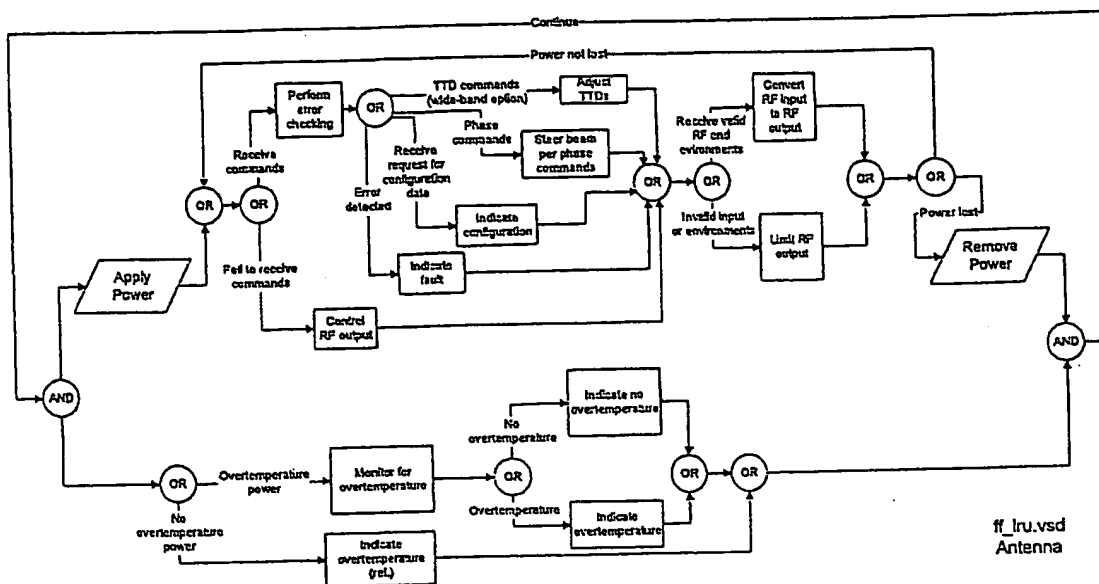 Continue
Power not lost
TTD commands
(wide-band option)
Adjust
TTDs
Convert
RF input
to RF
output
Perform
error
checking
OR
Phase
commands
Steer beam
per phase
commands
Receive valid
RF and
evironments
Receive
commands
Receive
request for
configuration
data
Error
detected
OR
OR
OR
OR
OR
OR
Indicate
configuration
Invalid input
or environments
Limit RF
output
Power lost
Remove
Power
Apply
Power
Fail to receive
commands
Indicate
fault
Control
RF output
AND
AND
Indicate no
overtemperature
No
overtemperature
OR
Overtemperature
power
Monitor for
overtemperature
OR
OR
OR
Overtemperature
Indicate
overtemperature
No
overtemperature
power
Indicate
overtemperature
(rel.)
ff_lru.vsd
Antenna